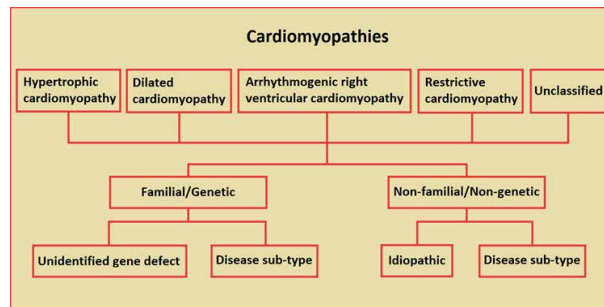 Cardiomyopathies
Hypertrophic
cardiomyopathy
Dilated
cardiomyopathy
Arrhythmogenic right
ventricular cardiomyopathy
Restrictive
cardiomyopathy
Unclassified
Familial/Genetic
Non-familial/Non-genetic
Unidentified gene defect
Disease sub-type
Idiopathic
Disease sub-type